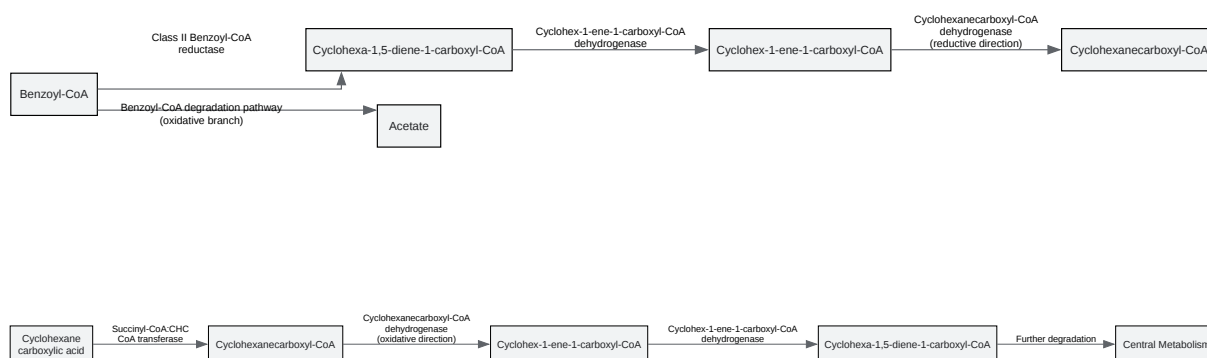 Class II Benzoyl-CoA
reductase
Cyclohexa-1,5-diene-1-carboxyl-CoA
Cyclohex-1-ene-1-carboxyl-CoA
dehydrogenase
Cyclohex-1-ene-1-carboxyl-CoA
Cyclohexanecarboxyl-CoA
dehydrogenase
(reductive direction)
Cyclohexanecarboxyl-CoA
Benzoyl-CoA
Benzoyl-CoA degradation pathway
(oxidative branch)
Acetate
Cyclohexane
carboxylic acid
Succinyl-CoA:CHC
CoA transferase
Cyclohexanecarboxyl-CoA
Cyclohexanecarboxyl-CoA
dehydrogenase
(oxidative direction)
Cyclohex-1-ene-1-carboxyl-CoA
Cyclohex-1-ene-1-carboxyl-CoA
dehydrogenase
Cyclohexa-1,5-diene-1-carboxyl-CoA
Further degradation
Central Metabolism